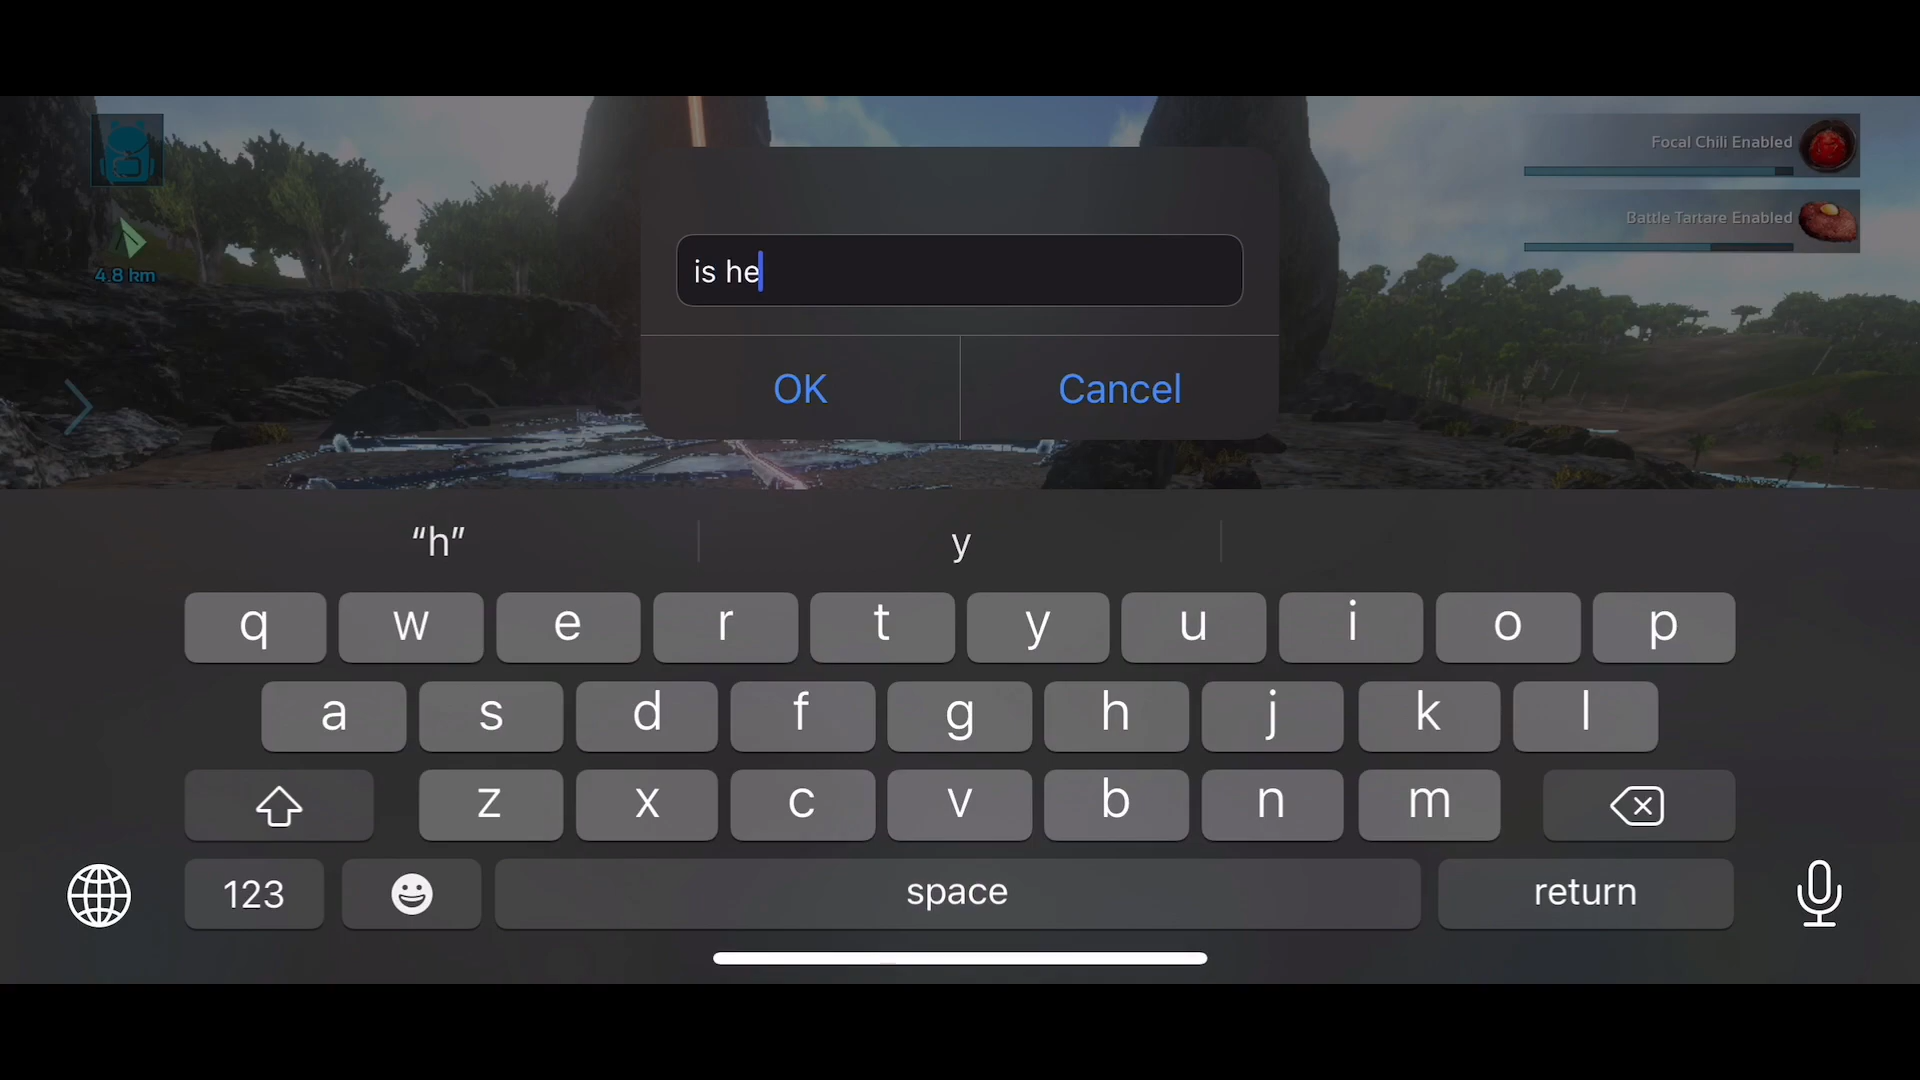 Focal Chili Enabled
Battle Tartare Enabled
4.8 km
is he
OK
Cancel
“h”
y
q w e r t y u i o p
a s d f g h j k l
z x c v b n m
123
space
return